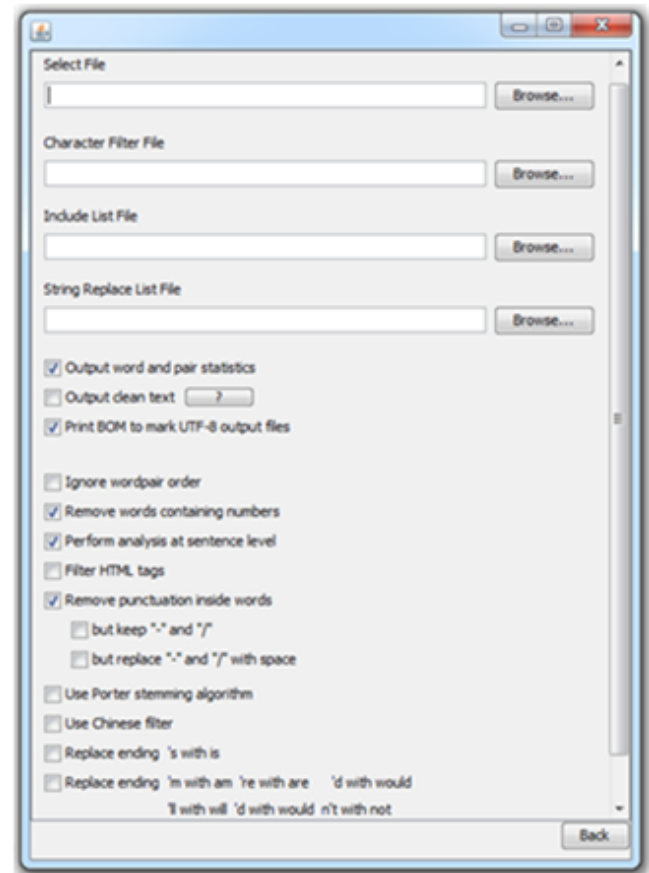 Select File
Browse...
Character Filter File
Browse...
Include List File
Browse...
String Replace List File
Browse...
Output word and pair statistics
Output clean text ?
Print BOM to mark UTF-8 output files
Ignore wordpair order
Remove words containing numbers
Perform analysis at sentence level
Filter HTML tags
Remove punctuation inside words
but keep "-" and "/"
but replace "-" and "/" with space
Use Porter stemming algorithm
Use Chinese filter
Replace ending 's with is
Replace ending 'm with am 're with are 'd with would
'll with will 'd with would n't with not
Back